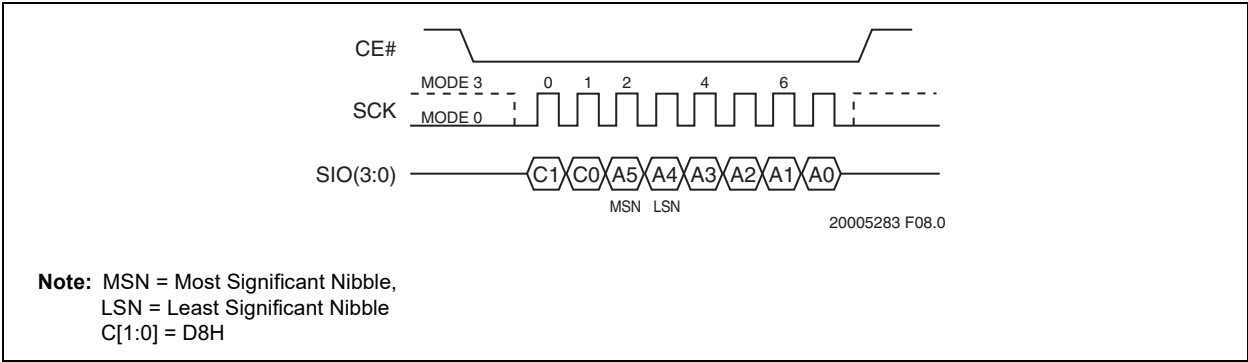 CE#
MODE 3 0 1 2 4 6
SCK
MODE 0
SIO(3:0) C1 C0 A5 A4 A3 A2 A1 A0
MSN LSN
20005283 F08.0
Note: MSN = Most Significant Nibble,
LSN = Least Significant Nibble
C[1:0] = D8H